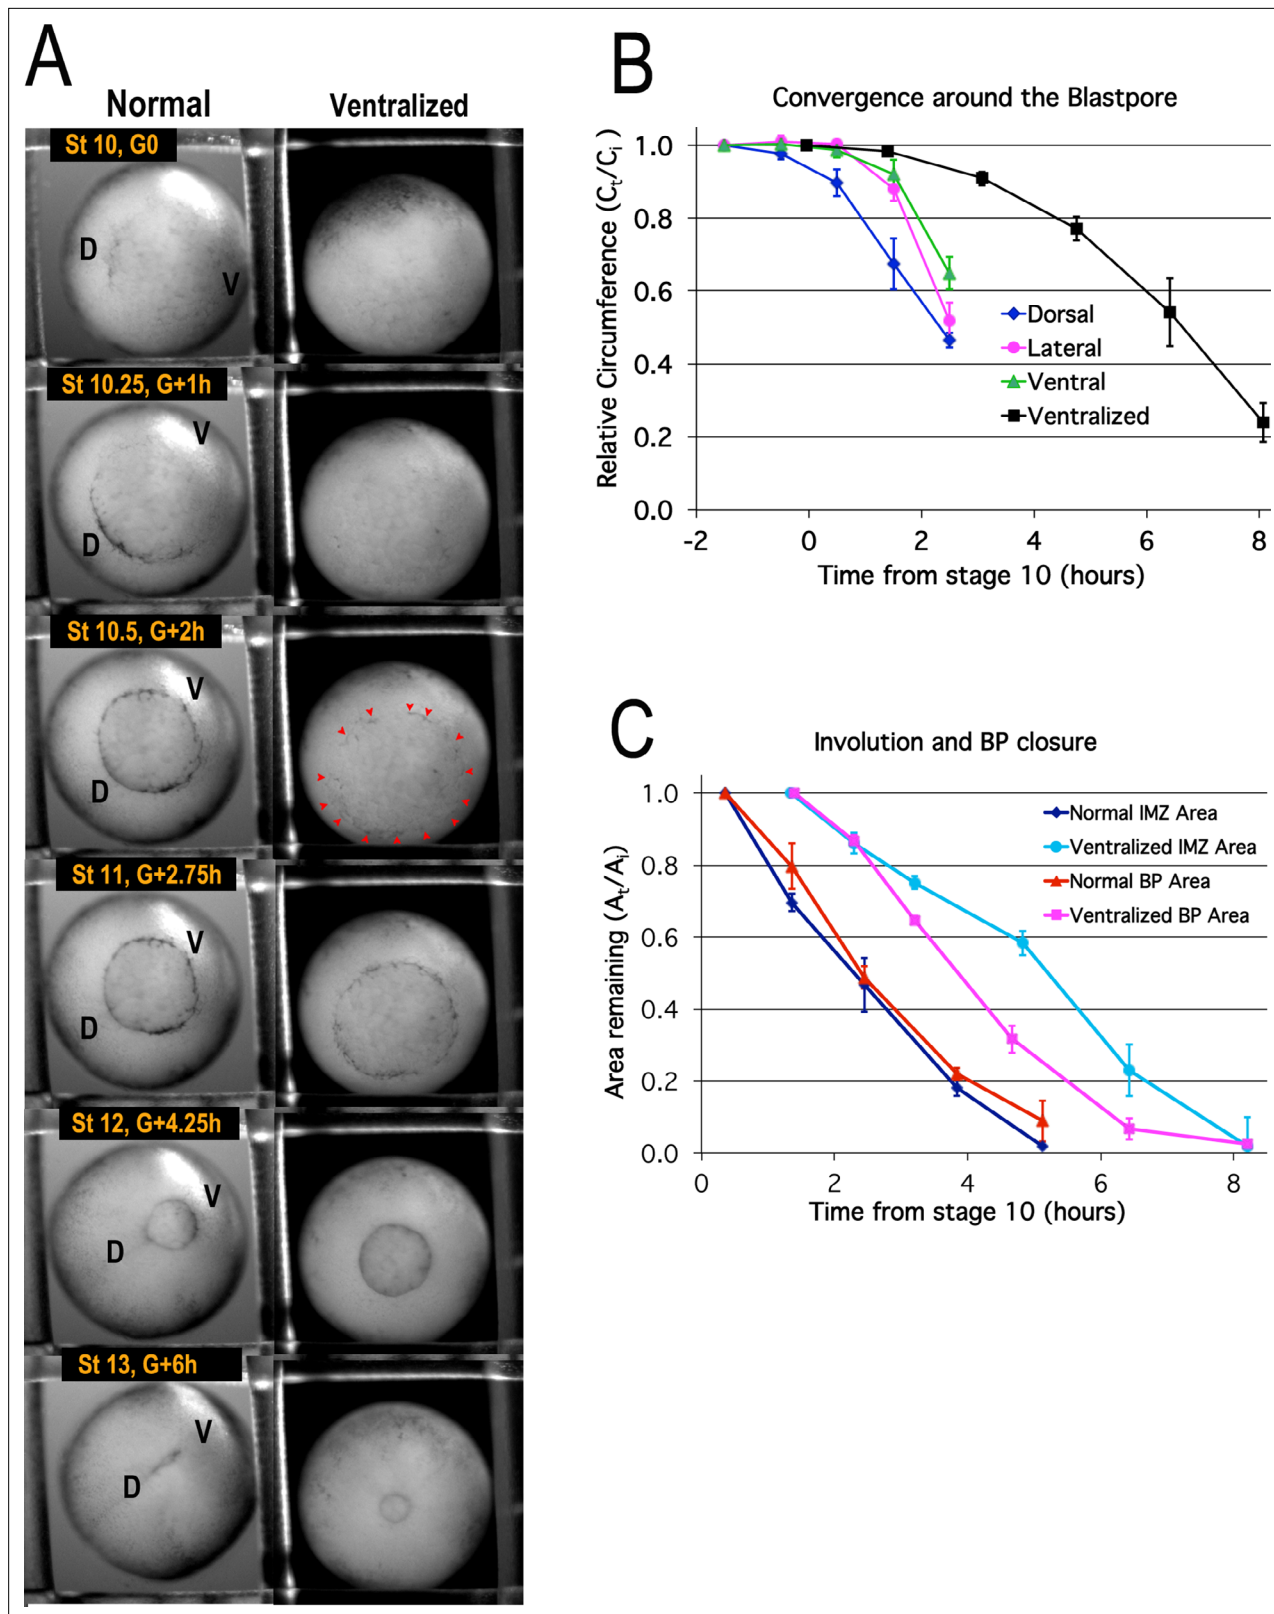 A
Normal
Ventralized
St 10, G0
D
V
St 10.25, G+1h
V
D
St 10.5, G+2h
V
D
St 11, G+2.75h
V
D
St 12, G+4.25h
V
D
St 13, G+6h
V
D
B
Convergence around the Blastpore
Relative Circumference (Ct/Ci)
1.0
0.8
0.6
0.4
0.2
0.0
Dorsal
Lateral
Ventral
Ventralized
-2 0 2 4 6 8
Time from stage 10 (hours)
C
Involution and BP closure
Area remaining (At/Ai)
1.0
0.8
0.6
0.4
0.2
0.0
Normal IMZ Area
Ventralized IMZ Area
Normal BP Area
Ventralized BP Area
0 2 4 6 8
Time from stage 10 (hours)